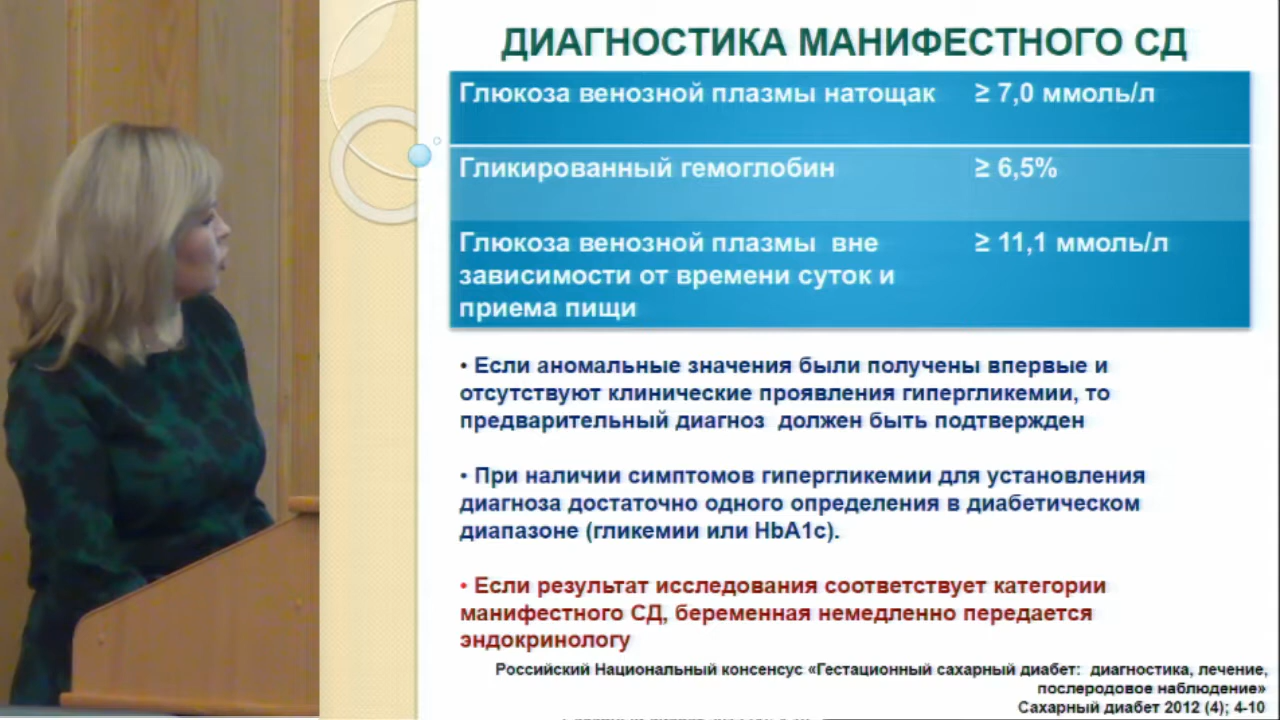 ДИАГНОСТИКА МАНИФЕСТНОГО СД
Глюкоза венозной плазмы натощак ≥ 7,0 ммоль/л
Гликированный гемоглобин ≥ 6,5%
Глюкоза венозной плазмы вне ≥ 11,1 ммоль/л
зависимости от времени суток и
приема пищи
• Если аномальные значения были получены впервые и
отсутствуют клинические проявления гипергликемии, то
предварительный диагноз должен быть подтвержден
• При наличии симптомов гипергликемии для установления
диагноза достаточно одного определения в диабетическом
диапазоне (гликемии или HbA1c).
• Если результат исследования соответствует категории
манифестного СД, беременная немедленно передается
эндокринологу
Российский Национальный консенсус «Гестационный сахарный диабет: диагностика, лечение,
послеродовое наблюдение»
Сахарный диабет 2012 (4); 4-10